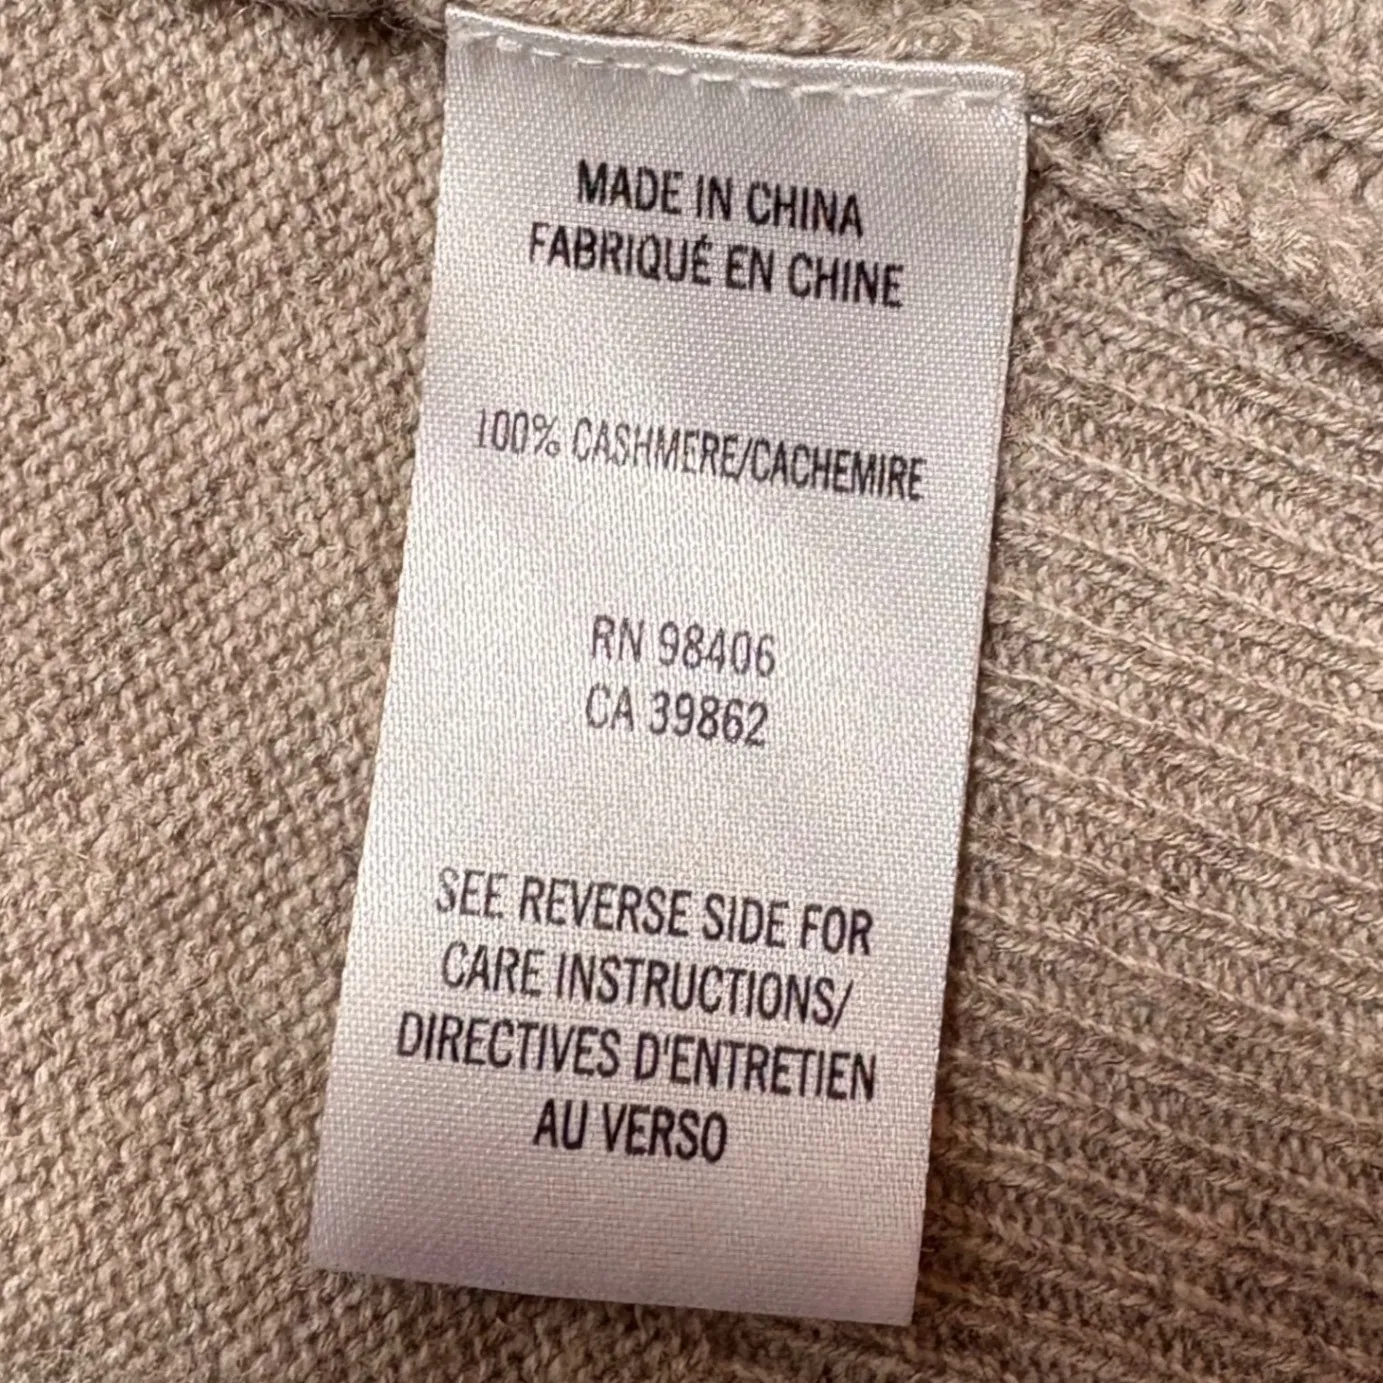 MADE IN CHINA
FABRIQUÉ EN CHINE
100% CASHMERE/CACHEMIRE
RN 98406
CA 39862
SEE REVERSE SIDE FOR
CARE INSTRUCTIONS/
DIRECTIVES D'ENTRETIEN
AU VERSO